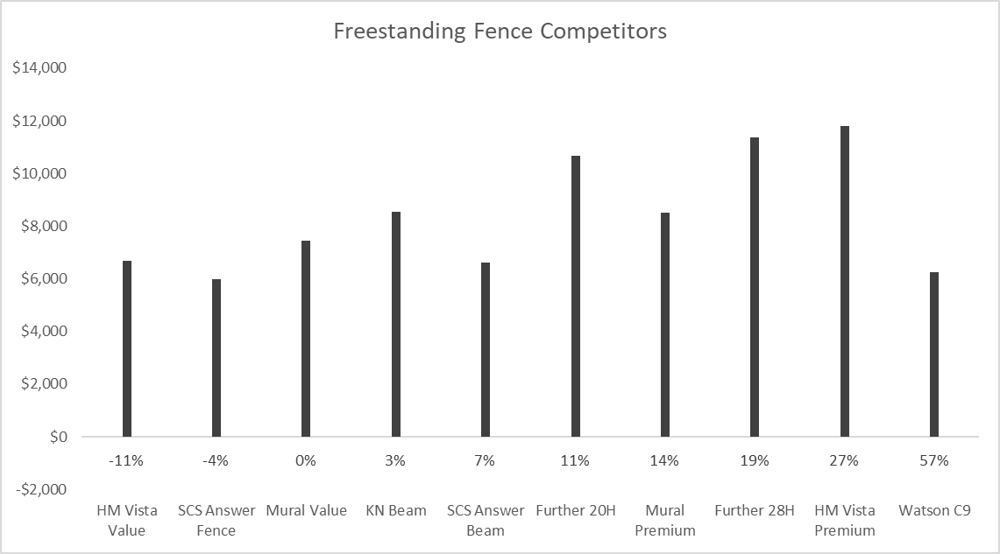 Freestanding Fence Competitors
$14,000
$12,000
$10,000
$8,000
$6,000
$4,000
$2,000
$0
-$2,000
-11% -4% 0% 3% 7% 11% 14% 19% 27% 57%
HM Vista Value
SCS Answer Fence
Mural Value
KN Beam
SCS Answer Beam
Further 20H
Mural Premium
Further 28H
HM Vista Premium
Watson C9